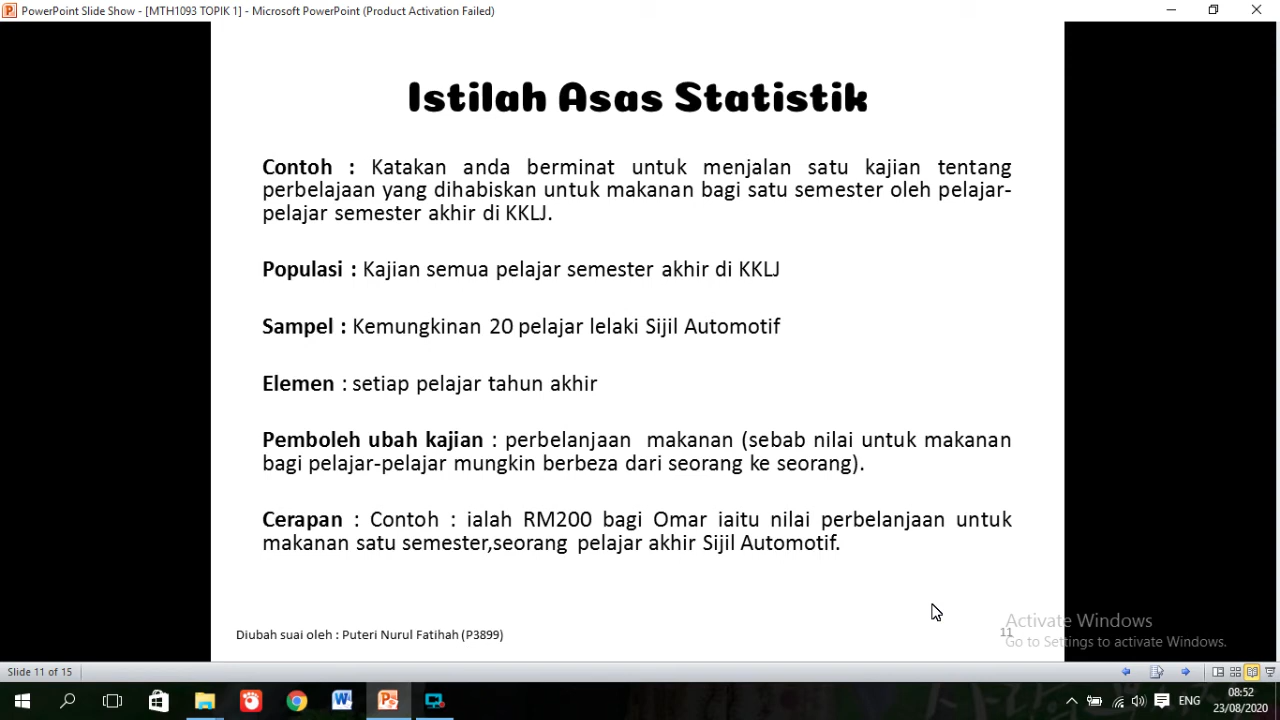 PowerPoint Slide Show - [MTH1093 TOPIK 1] - Microsoft PowerPoint (Product Activation Failed)
Istilah Asas Statistik
Contoh : Katakan anda berminat untuk menjalan satu kajian tentang
perbelajaan yang dihabiskan untuk makanan bagi satu semester oleh pelajar-
pelajar semester akhir di KKLJ.
Populasi : Kajian semua pelajar semester akhir di KKLJ
Sampel : Kemungkinan 20 pelajar lelaki Sijil Automotif
Elemen : setiap pelajar tahun akhir
Pemboleh ubah kajian : perbelanjaan makanan (sebab nilai untuk makanan
bagi pelajar-pelajar mungkin berbeza dari seorang ke seorang).
Cerapan : Contoh : ialah RM200 bagi Omar iaitu nilai perbelanjaan untuk
makanan satu semester,seorang pelajar akhir Sijil Automotif.
Diubah suai oleh : Puteri Nurul Fatihah (P3899)
11
Activate Windows
Go to Settings to activate Windows.
Slide 11 of 15
ENG
08:52
23/08/2020